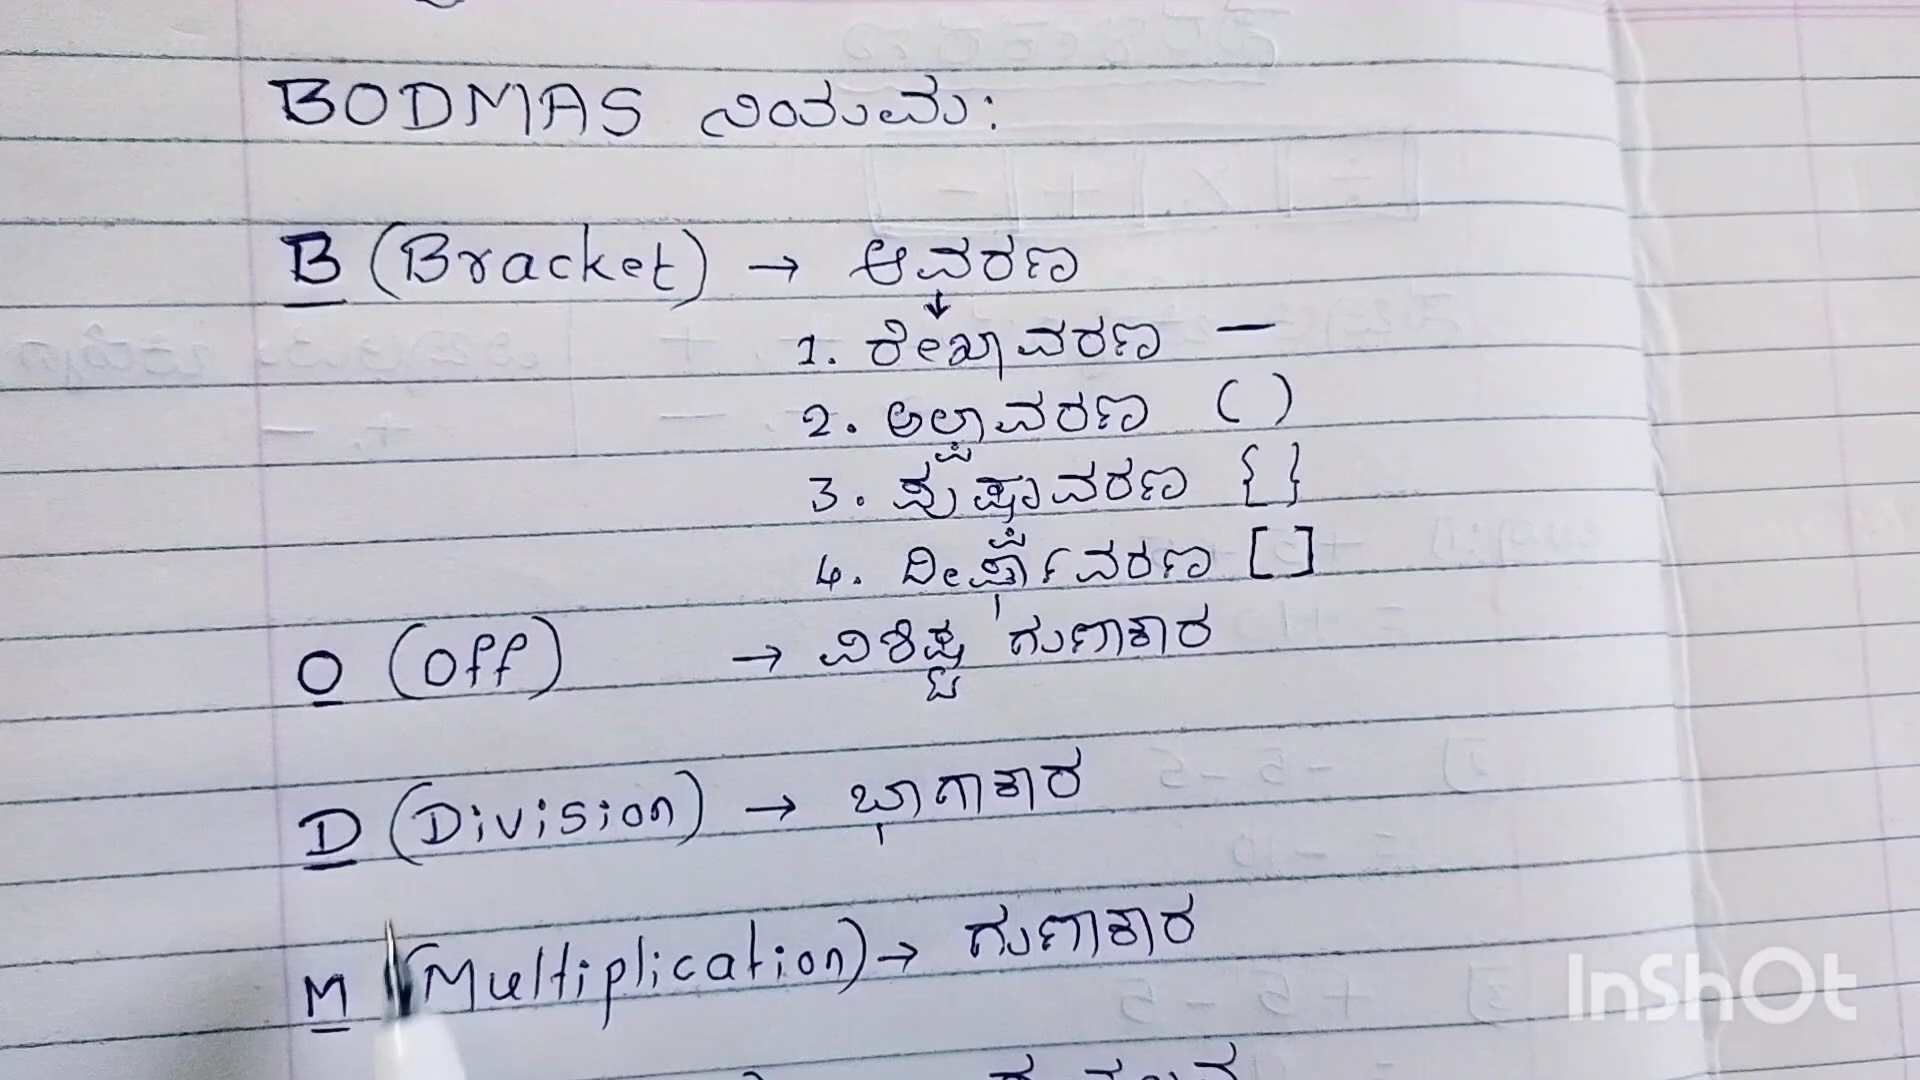 BODMAS ನಿಯಮ:
B (Bracket) → ಆವರಣ
↓
1. ರೇಖಾವರಣ —
2. ಅಲ್ಪಾವರಣ ( )
3. ಪುಷ್ಪಾವರಣ { }
4. ದೀರ್ಘಾವರಣ [ ]
O (Off) → ವಿಶಿಷ್ಟ ಗುಣಾಕಾರ
D (Division) → ಭಾಗಾಕಾರ
M (Multiplication) → ಗುಣಾಕಾರ
InShOt